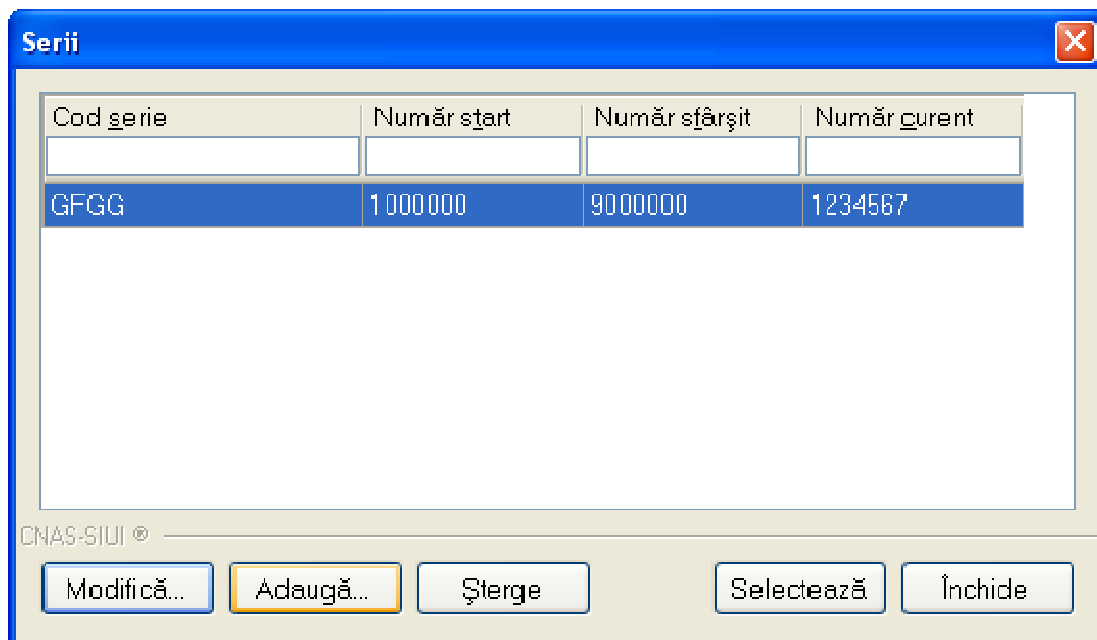 Serii
Cod serie Număr start Număr sfârşit Număr curent
GFGG 1000000 9000000 1234567
CNAS-SIUI ®
Modifică... Adaugă... Şterge Selectează Închide